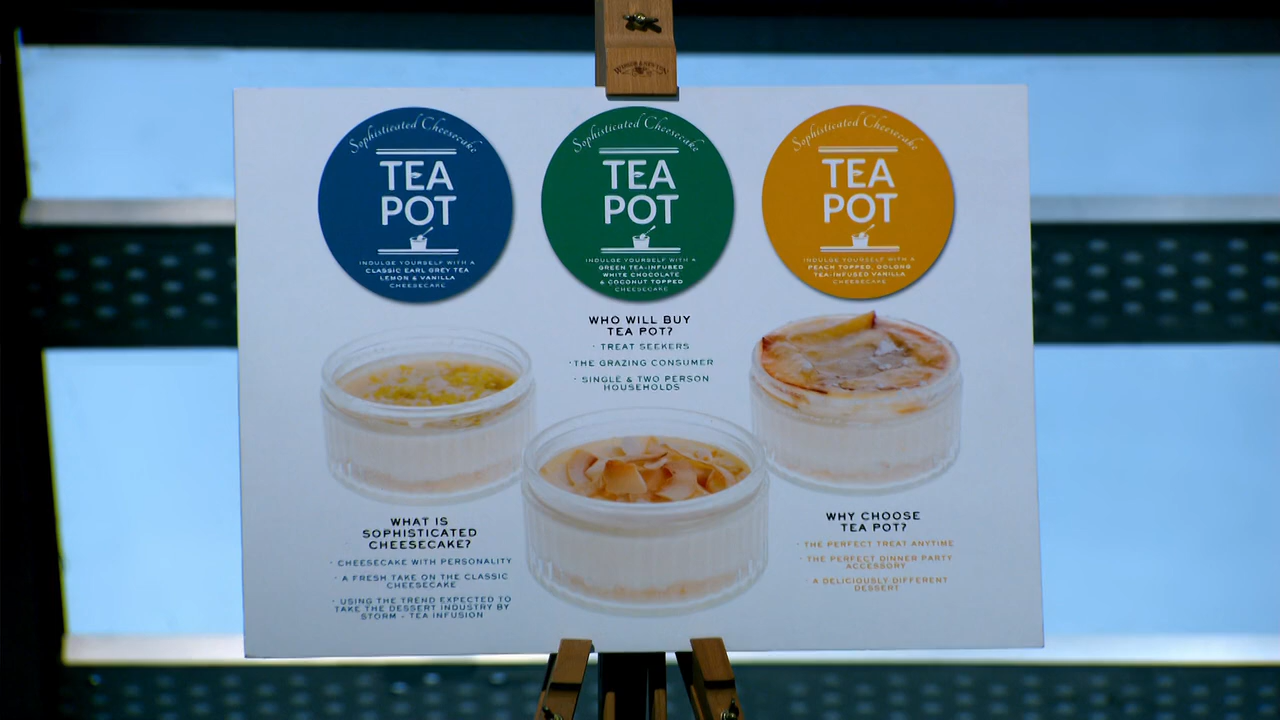 WINSOR & NEWTON
Sophisticated Cheesecake
TEA
POT
INDULGE YOURSELF WITH A
CLASSIC EARL GREY TEA
LEMON & VANILLA
CHEESECAKE
Sophisticated Cheesecake
TEA
POT
INDULGE YOURSELF WITH A
GREEN TEA-INFUSED
WHITE CHOCOLATE
& COCONUT TOPPED
CHEESECAKE
Sophisticated Cheesecake
TEA
POT
INDULGE YOURSELF WITH A
PEACH TOPPED, OOLONG
TEA-INFUSED VANILLA
CHEESECAKE
WHO WILL BUY
TEA POT?
· TREAT SEEKERS
·THE GRAZING CONSUMER
· SINGLE & TWO PERSON
HOUSEHOLDS
WHAT IS
SOPHISTICATED
CHEESECAKE?
· CHEESECAKE WITH PERSONALITY
· A FRESH TAKE ON THE CLASSIC
CHEESECAKE
· USING THE TREND EXPECTED TO
TAKE THE DESSERT INDUSTRY BY
STORM - TEA INFUSION
WHY CHOOSE
TEA POT?
· THE PERFECT TREAT ANYTIME
· THE PERFECT DINNER PARTY
ACCESSORY
· A DELICIOUSLY DIFFERENT
DESSERT